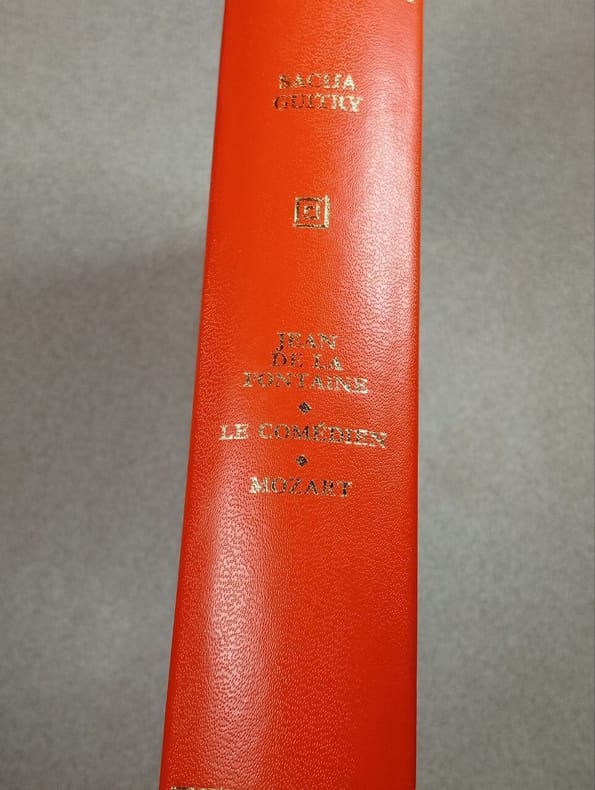 SACHA
GUITRY
JEAN
DE LA
FONTAINE
LE COMÉDIEN
MOZART